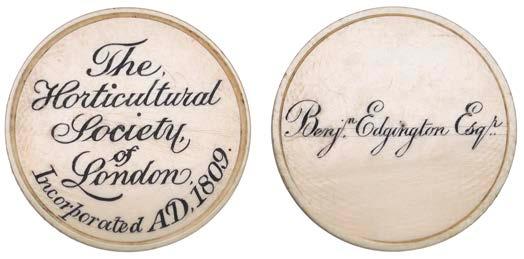 The
Horticultural
Society
of
London.
Incorporated AD, 1809.
Benjn. Edgington Esqr.